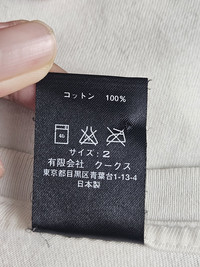 コットン 100%
40
サイズ: 2
有限会社 クークス
東京都目黒区青葉台1-13-4
日本製